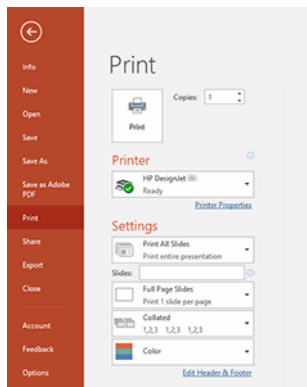 Print
Info
New
Open
Save
Save As
Save as Adobe
PDF
Print
Share
Export
Close
Account
Feedback
Options
Copies: 1
Print
Printer
HP DesignJet
Ready
Printer Properties
Settings
Print All Slides
Print entire presentation
Slides:
Full Page Slides
Print 1 slide per page
Collated
1,2,3 1,2,3 1,2,3
Color
Edit Header & Footer